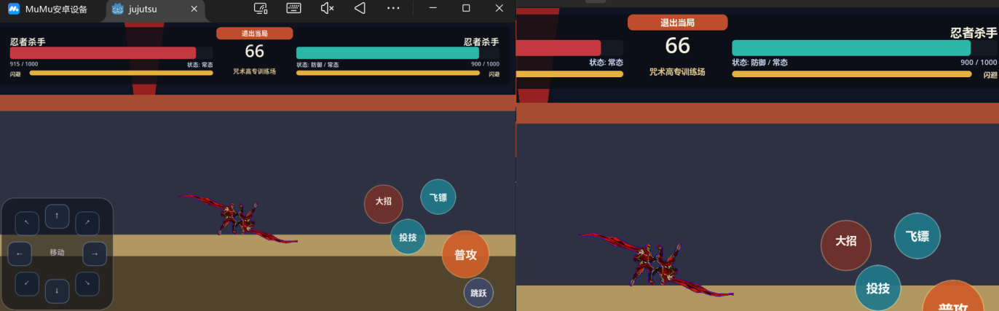 MuMu安卓设备
jujutsu
退出当局
忍者杀手
忍者杀手
66
915 / 1000
状态: 常态
状态: 防御 / 常态
900 / 1000
闪避
咒术高专训练场
闪避
大招
飞镖
投技
普攻
跳跃
↖ ↑ ↗
← 移动 →
↙ ↓ ↘
退出当局
忍者杀手
66
状态: 常态
状态: 防御 / 常态
900 / 1000
咒术高专训练场
闪避
大招
飞镖
投技
普攻